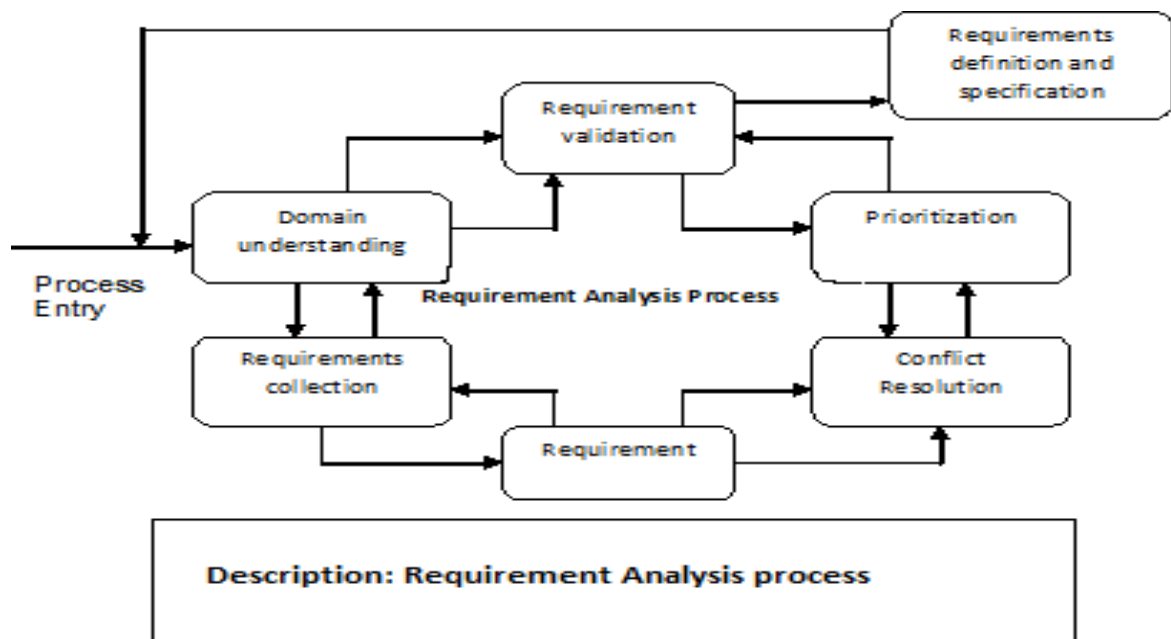 Requirements
definition and
specification
Requirement
validation
Domain
understanding
Prioritization
Process
Entry
Requirement Analysis Process
Requirements
collection
Conflict
Resolution
Requirement
Description: Requirement Analysis process